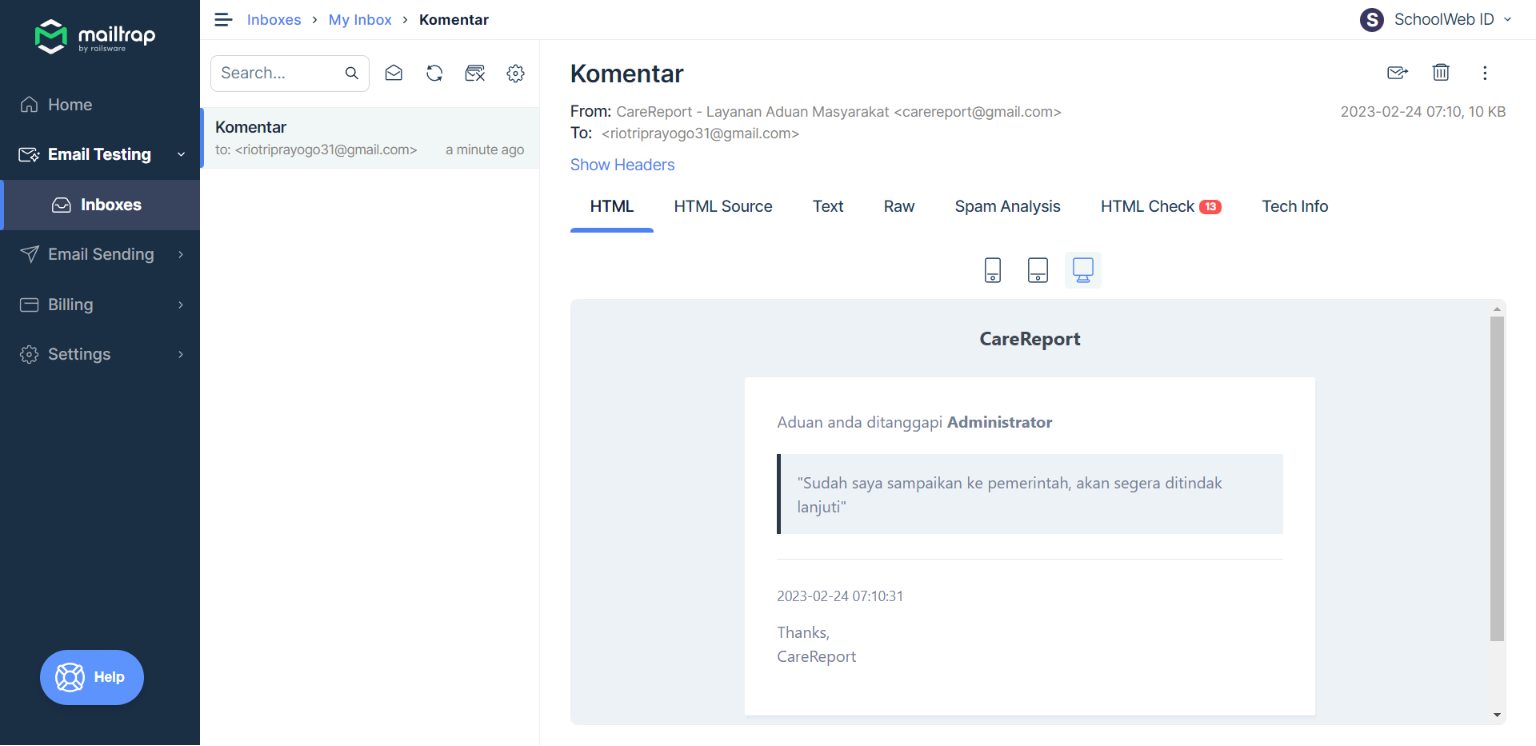 mailtrap
by railsware
Home
Email Testing
Inboxes
Email Sending
Billing
Settings
Help
Inboxes › My Inbox › Komentar
S SchoolWeb ID
Search...
Komentar
to: <riotriprayogo31@gmail.com> a minute ago
Komentar
From: CareReport - Layanan Aduan Masyarakat <carereport@gmail.com> 2023-02-24 07:10, 10 KB
To: <riotriprayogo31@gmail.com>
Show Headers
HTML HTML Source Text Raw Spam Analysis HTML Check 13 Tech Info
CareReport
Aduan anda ditanggapi Administrator
"Sudah saya sampaikan ke pemerintah, akan segera ditindak
lanjuti"
2023-02-24 07:10:31
Thanks,
CareReport